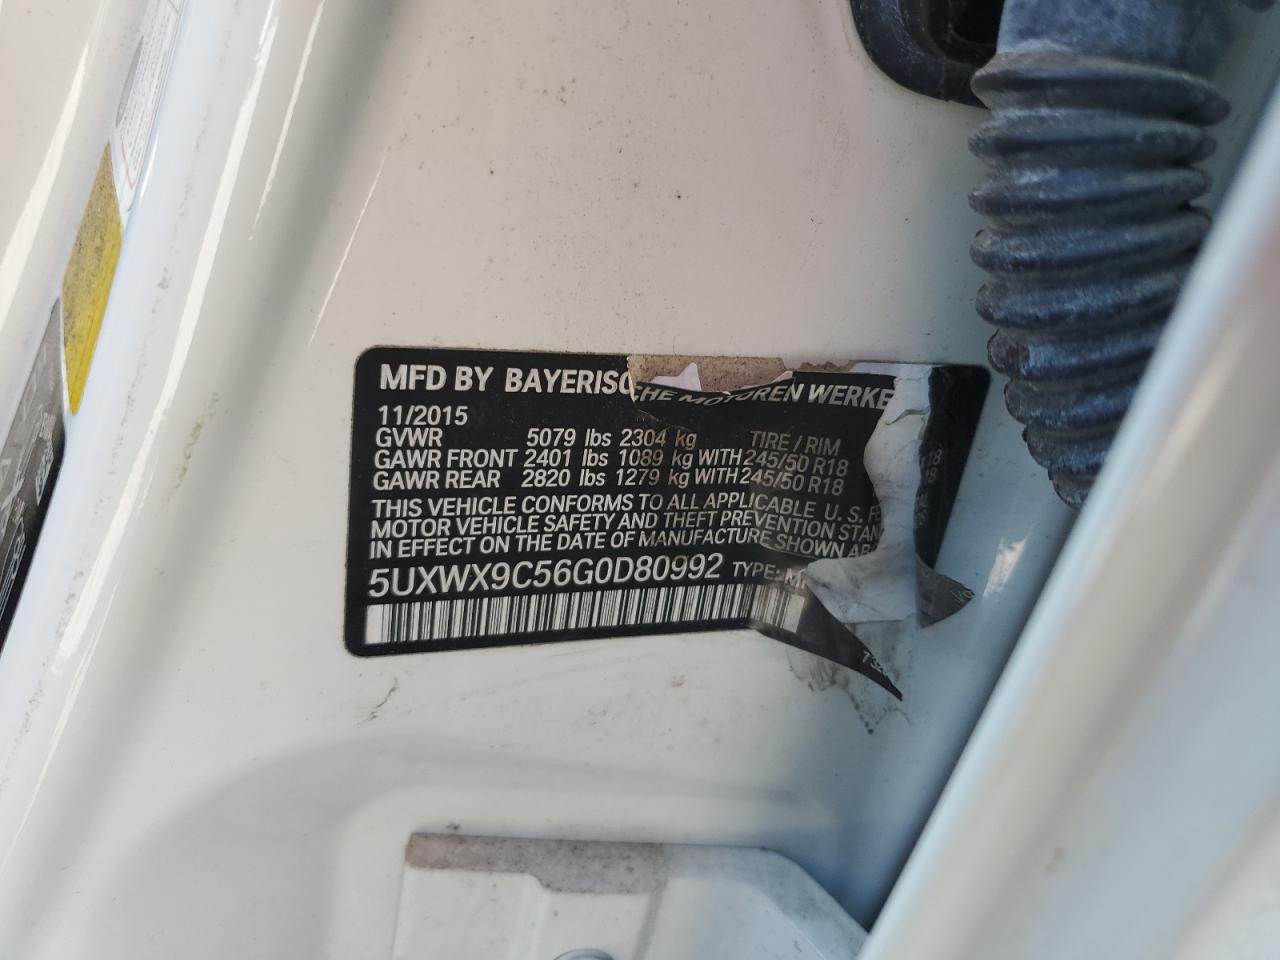 MFD BY BAYERISCHE MOTOREN WERKE
11/2015
GVWR 5079 lbs 2304 kg TIRE / RIM
GAWR FRONT 2401 lbs 1089 kg WITH 245/50 R18
GAWR REAR 2820 lbs 1279 kg WITH 245/50 R18
THIS VEHICLE CONFORMS TO ALL APPLICABLE U. S.
MOTOR VEHICLE SAFETY AND THEFT PREVENTION STAN
IN EFFECT ON THE DATE OF MANUFACTURE SHOWN AB
5UXWX9C56G0D80992 TYPE: